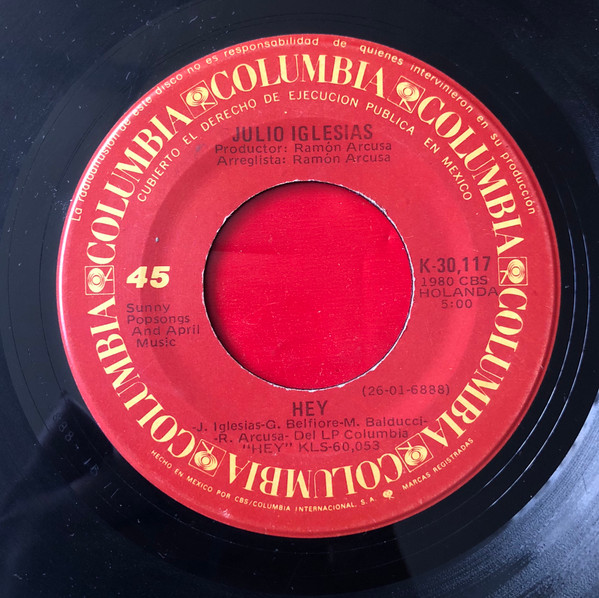 La radiodifusión de este disco no es responsabilidad de quienes intervinieron en su producción
COLUMBIA COLUMBIA COLUMBIA COLUMBIA COLUMBIA COLUMBIA
CUBIERTO EL DERECHO DE EJECUCION PUBLICA EN MEXICO
JULIO IGLESIAS
Productor: Ramón Arcusa
Arreglista: Ramón Arcusa
45
Sunny
Popsongs
And April
Music
K-30,117
1980 CBS
HOLANDA
5:00
(26-01-6888)
HEY
-J. Iglesias-G. Belfiore-M. Balducci-
-R. Arcusa- Del LP Columbia
"HEY" KLS-60,053
HECHO EN MEXICO POR CBS/COLUMBIA INTERNACIONAL, S.A. MARCAS REGISTRADAS